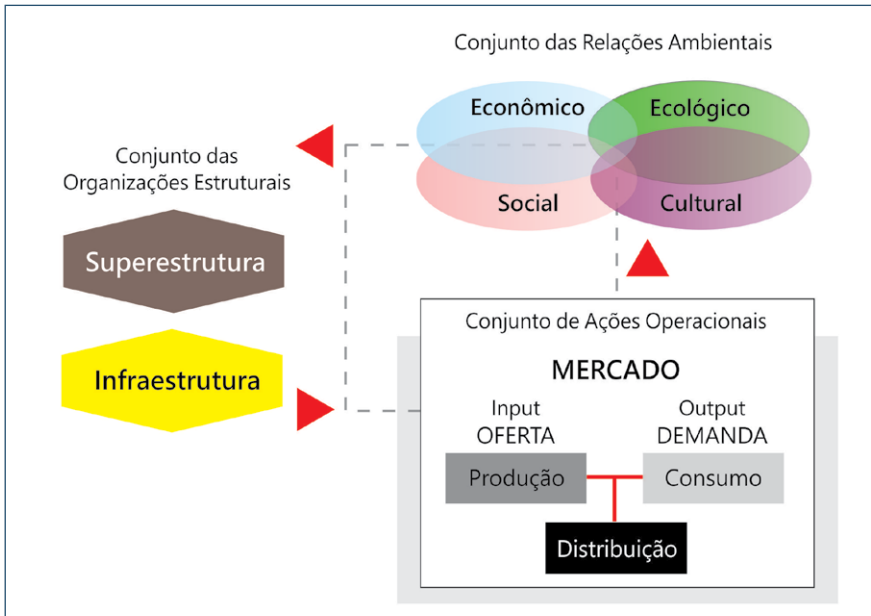 Conjunto das Relações Ambientais
Econômico
Ecológico
Social
Cultural
Conjunto das
Organizações Estruturais
Superestrutura
Infraestrutura
Conjunto de Ações Operacionais
MERCADO
Input
OFERTA
Output
DEMANDA
Produção
Consumo
Distribuição